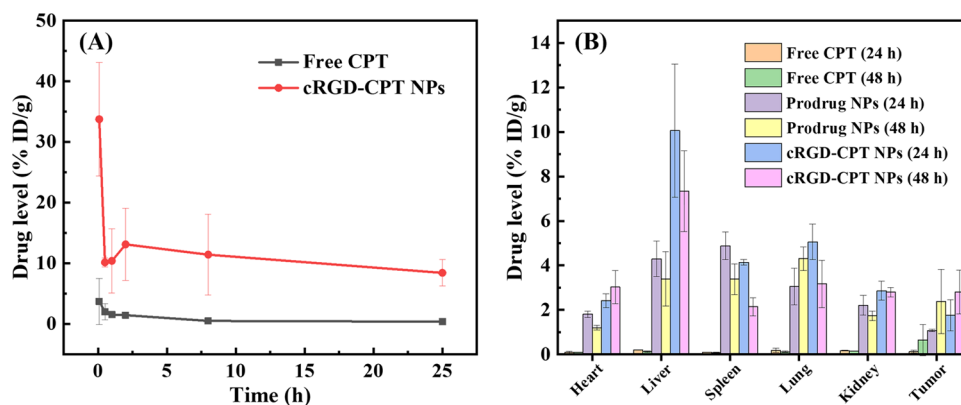 (A)
Free CPT
cRGD-CPT NPs
50
40
30
20
10
0
Drug level (% ID/g)
0
5
10
15
20
25
Time (h)
(B)
Free CPT (24 h)
Free CPT (48 h)
Prodrug NPs (24 h)
Prodrug NPs (48 h)
cRGD-CPT NPs (24 h)
cRGD-CPT NPs (48 h)
14
12
10
8
6
4
2
0
Drug level (% ID/g)
Heart
Liver
Spleen
Lung
Kidney
Tumor